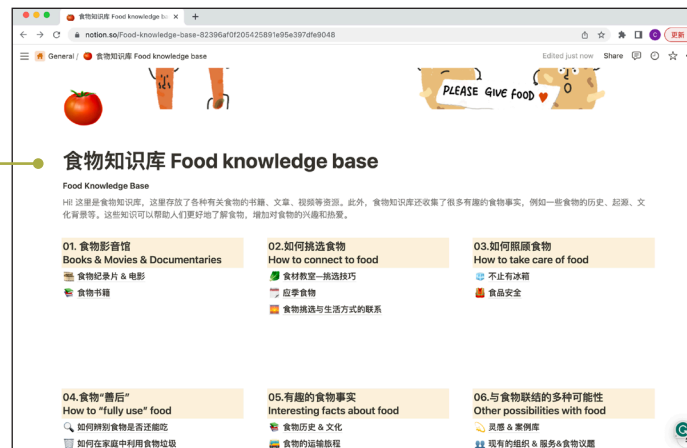 食物知识库 Food knowledge ba
notion.so/Food-knowledge-base-82396af0f205425891e95e397dfe9048
更新
General / 食物知识库 Food knowledge base
Edited just now Share
PLEASE GIVE FOOD
食物知识库 Food knowledge base
Food Knowledge Base
Hi! 这里是食物知识库，这里存放了各种有关食物的书籍、文章、视频等资源。此外，食物知识库还收集了很多有趣的食物事实，例如一些食物的历史、起源、文
化背景等。这些知识可以帮助人们更好地了解食物，增加对食物的兴趣和热爱。
01. 食物影音馆
Books & Movies & Documentaries
食物纪录片 & 电影
食物书籍
02.如何挑选食物
How to connect to food
食材教室—挑选技巧
应季食物
食物挑选与生活方式的联系
03.如何照顾食物
How to take care of food
不止有冰箱
食品安全
04.食物“善后”
How to “fully use” food
如何辨别食物是否还能吃
如何在家庭中利用食物垃圾
05.有趣的食物事实
Interesting facts about food
食物历史 & 文化
食物的运输旅程
06.与食物联结的多种可能性
Other possibilities with food
灵感 & 案例库
现有的组织 & 服务&食物议题